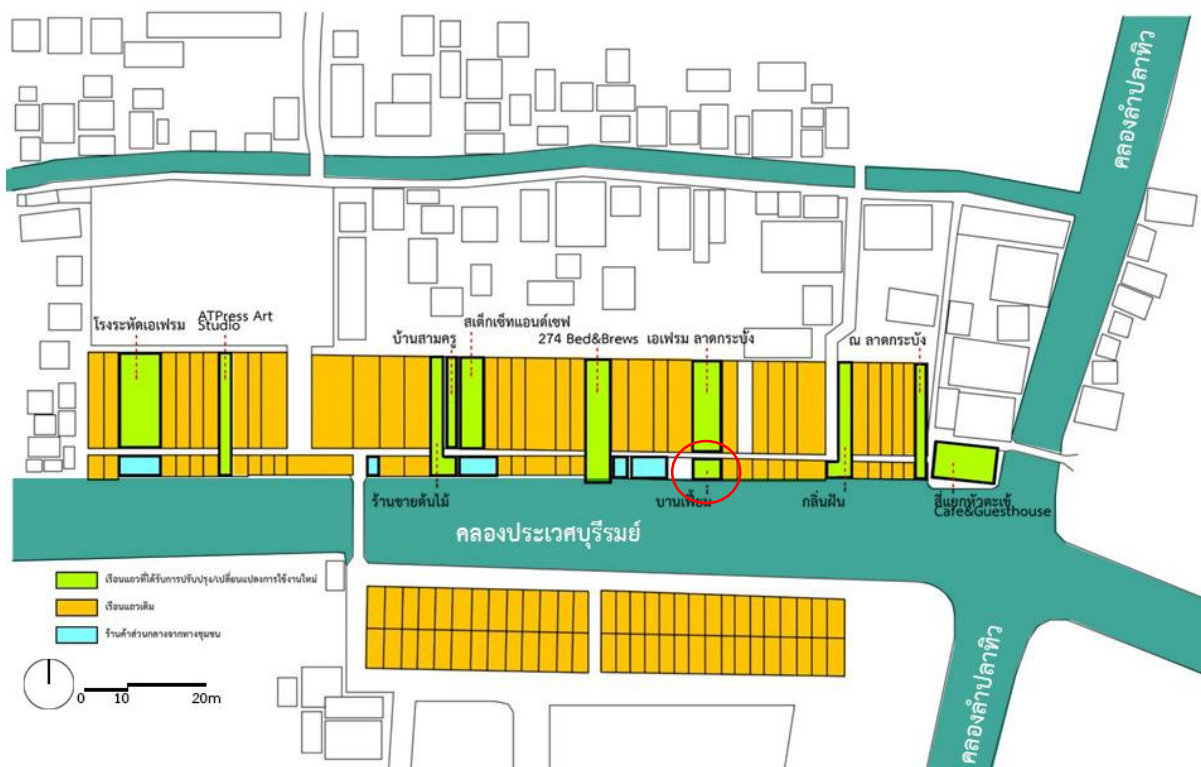 คลองลำปลาทิว
โรงระหัดเอเฟรม
ATPress Art
Studio
บ้านสามครู
สเต็กเซ็ทแอนด์เชฟ
274 Bed&Brews
เอเฟรม ลาดกระบัง
ณ ลาดกระบัง
ร้านขายต้นไม้
บานเฟี้ยม
กลิ่นฝัน
สี่แยกหัวตะเข้
Cafe&Guesthouse
คลองประเวศบุรีรมย์
เรือนแถวที่ได้รับการปรับปรุง/เปลี่ยนแปลงการใช้งานใหม่
เรือนแถวเดิม
ร้านค้าส่วนกลางจากทางชุมชน
0 10 20m
คลองลำปลาทิว